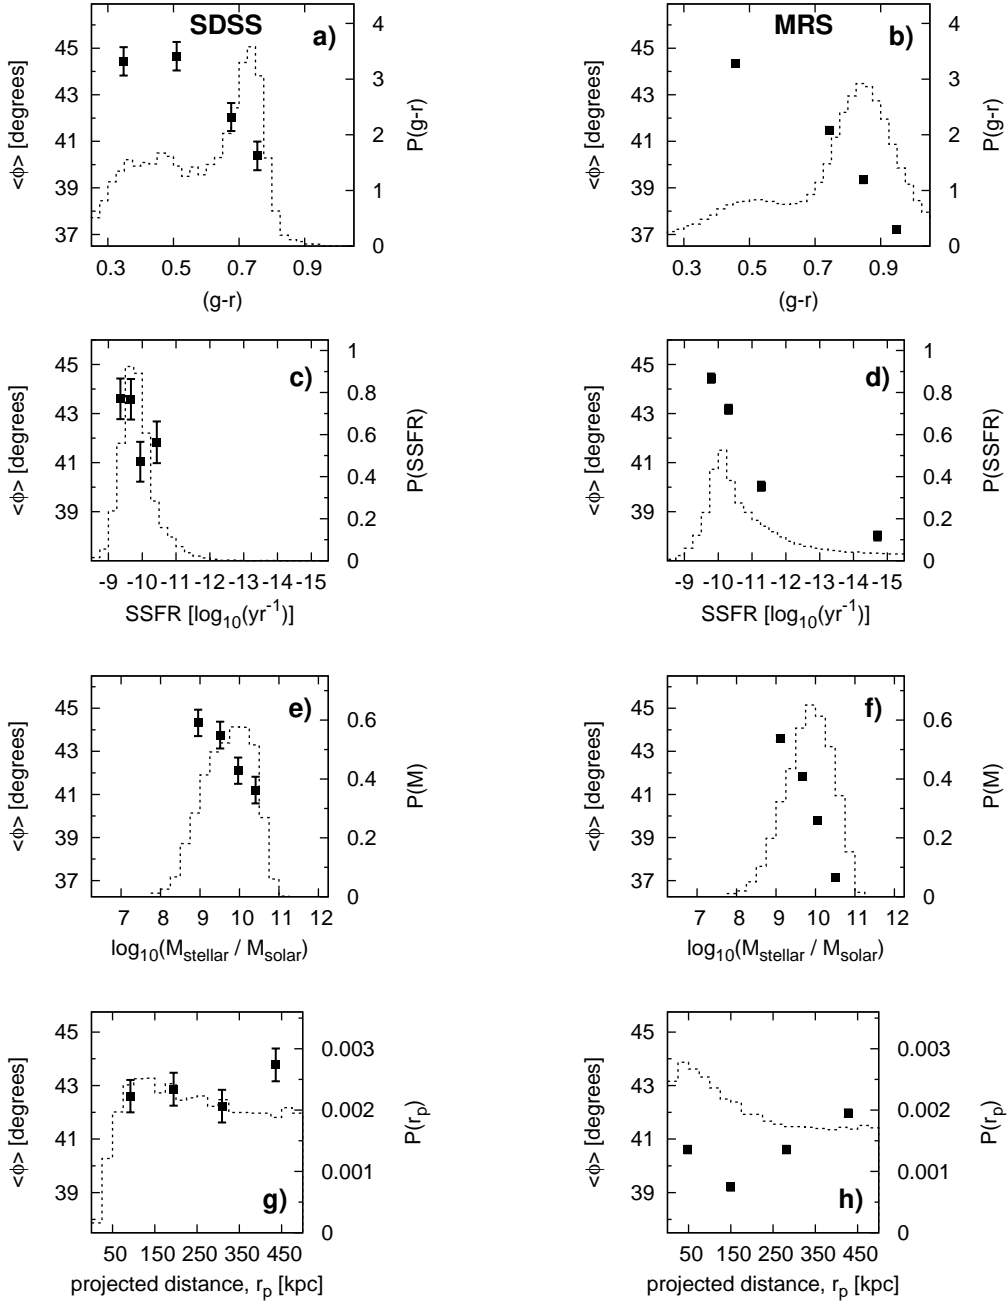 SDSS
a)
45
43
41
39
37
<ϕ> [degrees]
4
3
2
1
0
P(g-r)
0.3 0.5 0.7 0.9
(g-r)
MRS
b)
45
43
41
39
37
<ϕ> [degrees]
4
3
2
1
0
P(g-r)
0.3 0.5 0.7 0.9
(g-r)
c)
45
43
41
39
<ϕ> [degrees]
1
0.8
0.6
0.4
0.2
0
P(SSFR)
-9 -10 -11 -12 -13 -14 -15
SSFR [log10(yr-1)]
d)
45
43
41
39
<ϕ> [degrees]
1
0.8
0.6
0.4
0.2
0
P(SSFR)
-9 -10 -11 -12 -13 -14 -15
SSFR [log10(yr-1)]
e)
45
43
41
39
37
<ϕ> [degrees]
0.6
0.4
0.2
0
P(M)
7 8 9 10 11 12
log10(Mstellar / Msolar)
f)
45
43
41
39
37
<ϕ> [degrees]
0.6
0.4
0.2
0
P(M)
7 8 9 10 11 12
log10(Mstellar / Msolar)
g)
45
43
41
39
<ϕ> [degrees]
0.003
0.002
0.001
0
P(rp)
50 150 250 350 450
projected distance, rp [kpc]
h)
45
43
41
39
<ϕ> [degrees]
0.003
0.002
0.001
0
P(rp)
50 150 250 350 450
projected distance, rp [kpc]